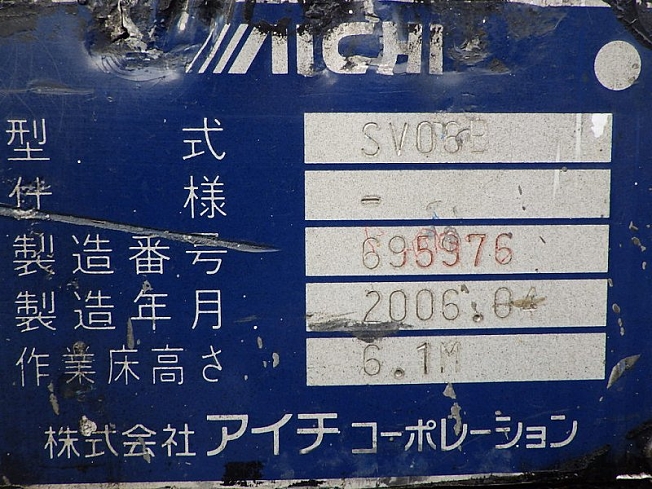 AICHI
型式 SV06B
仕様 -
製造番号 695976
製造年月 2006.04
作業床高さ 6.1M
株式会社アイチコーポレーション